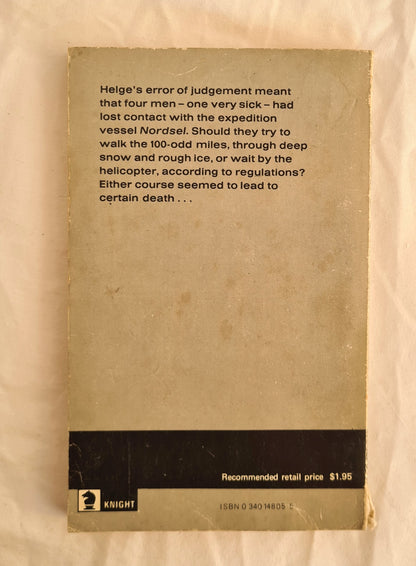 Helge's error of judgement meant
that four men – one very sick – had
lost contact with the expedition
vessel Nordsel. Should they try to
walk the 100-odd miles, through deep
snow and rough ice, or wait by the
helicopter, according to regulations?
Either course seemed to lead to
certain death . . .
Recommended retail price $1.95
KNIGHT
ISBN 0 340 14805 5